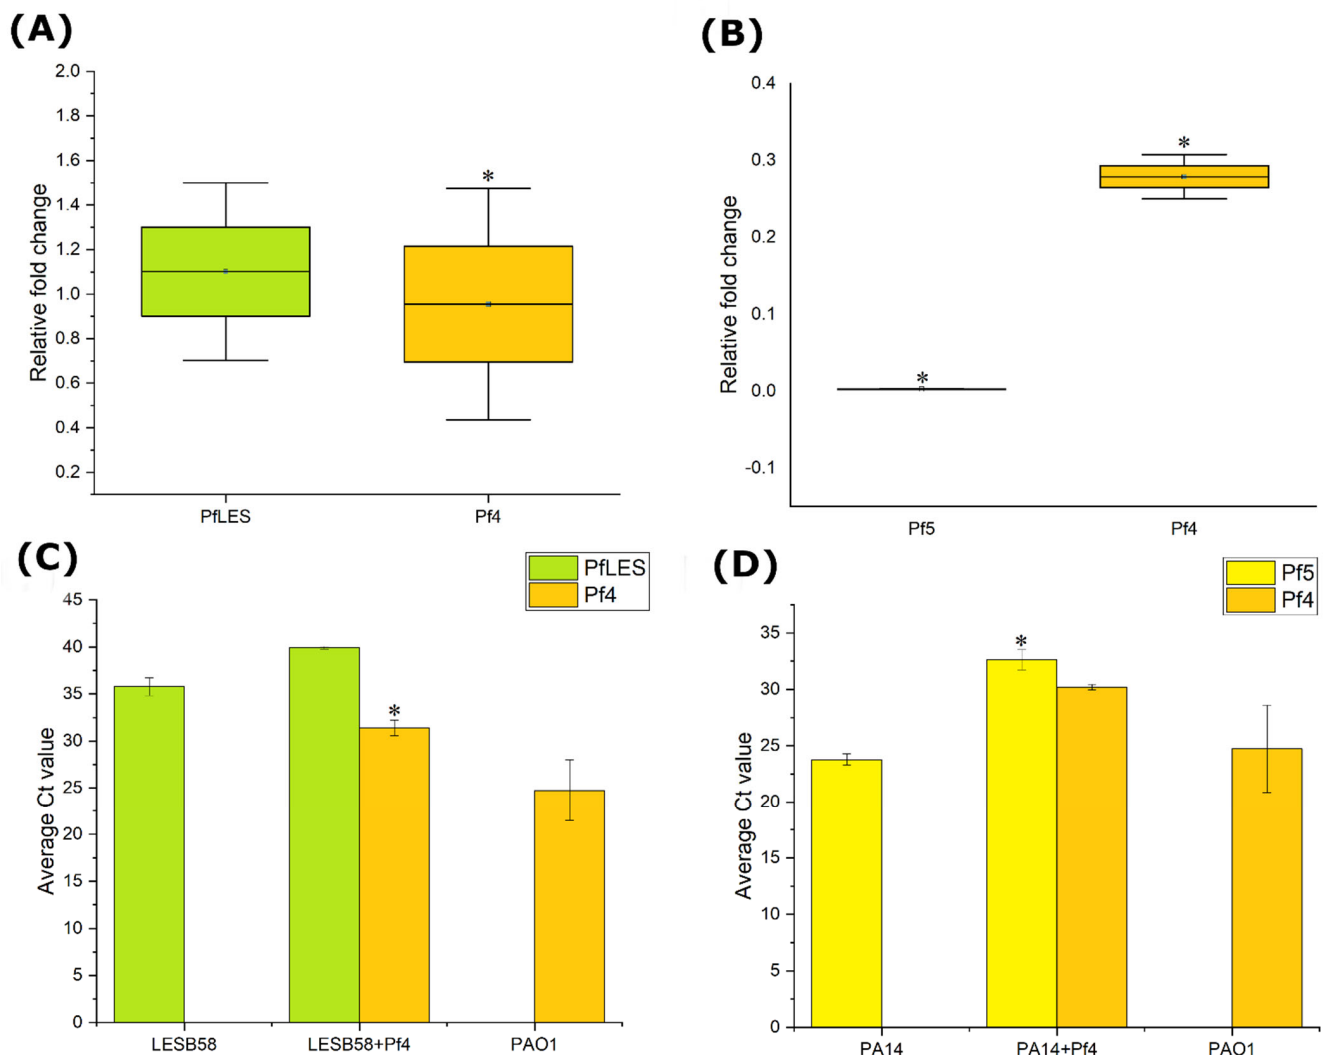 (A)
2.0
1.8
1.6
1.4
1.2
1.0
0.8
0.6
0.4
0.2
Relative fold change
*
PfLES
Pf4
(B)
0.4
0.3
0.2
0.1
0.0
-0.1
Relative fold change
*
*
Pf5
Pf4
(C)
PfLES
Pf4
45
40
35
30
25
20
15
10
5
0
Average Ct value
*
LESB58
LESB58+Pf4
PAO1
(D)
Pf5
Pf4
35
30
25
20
15
10
5
0
Average Ct value
*
PA14
PA14+Pf4
PAO1